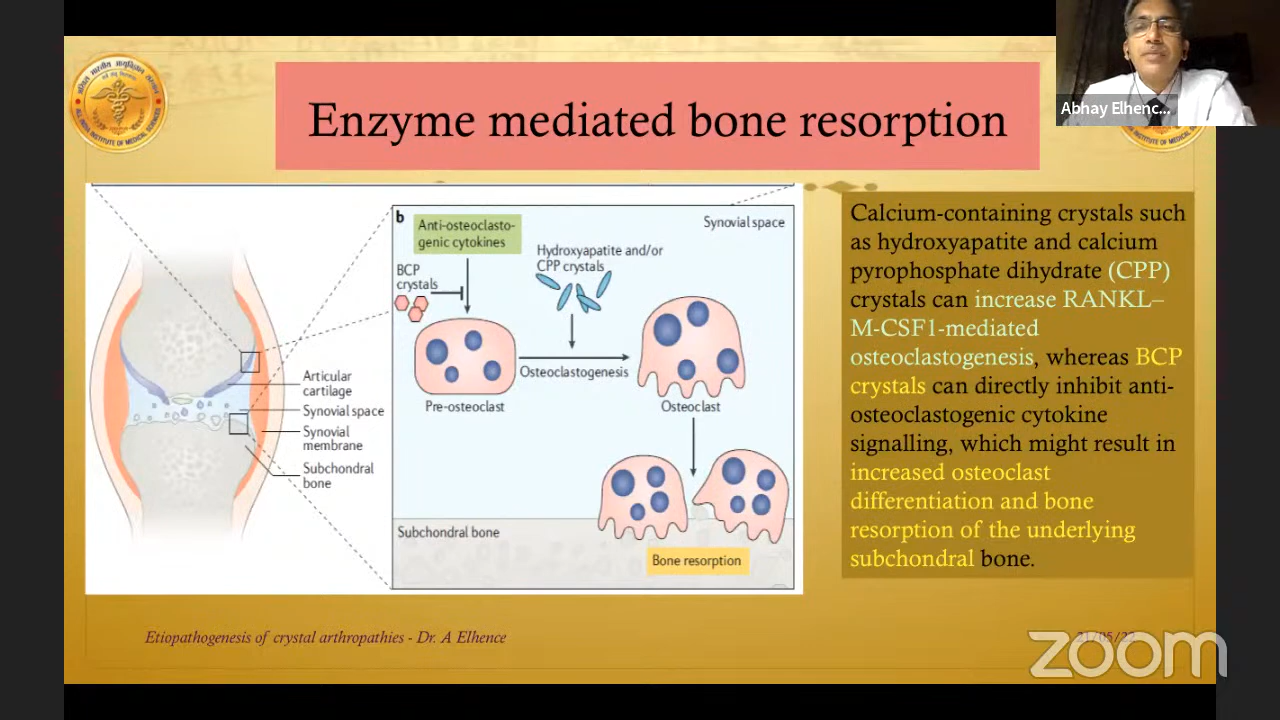 Abhay Elhenc...
Enzyme mediated bone resorption
b
Anti-osteoclasto-
genic cytokines
Synovial space
Hydroxyapatite and/or
CPP crystals
BCP
crystals
Osteoclastogenesis
Pre-osteoclast
Osteoclast
Articular
cartilage
Synovial space
Synovial
membrane
Subchondral
bone
Subchondral bone
Bone resorption
Calcium-containing crystals such
as hydroxyapatite and calcium
pyrophosphate dihydrate (CPP)
crystals can increase RANKL–
M-CSF1-mediated
osteoclastogenesis, whereas BCP
crystals can directly inhibit anti-
osteoclastogenic cytokine
signalling, which might result in
increased osteoclast
differentiation and bone
resorption of the underlying
subchondral bone.
Etiopathogenesis of crystal arthropathies - Dr. A Elhence
zoom